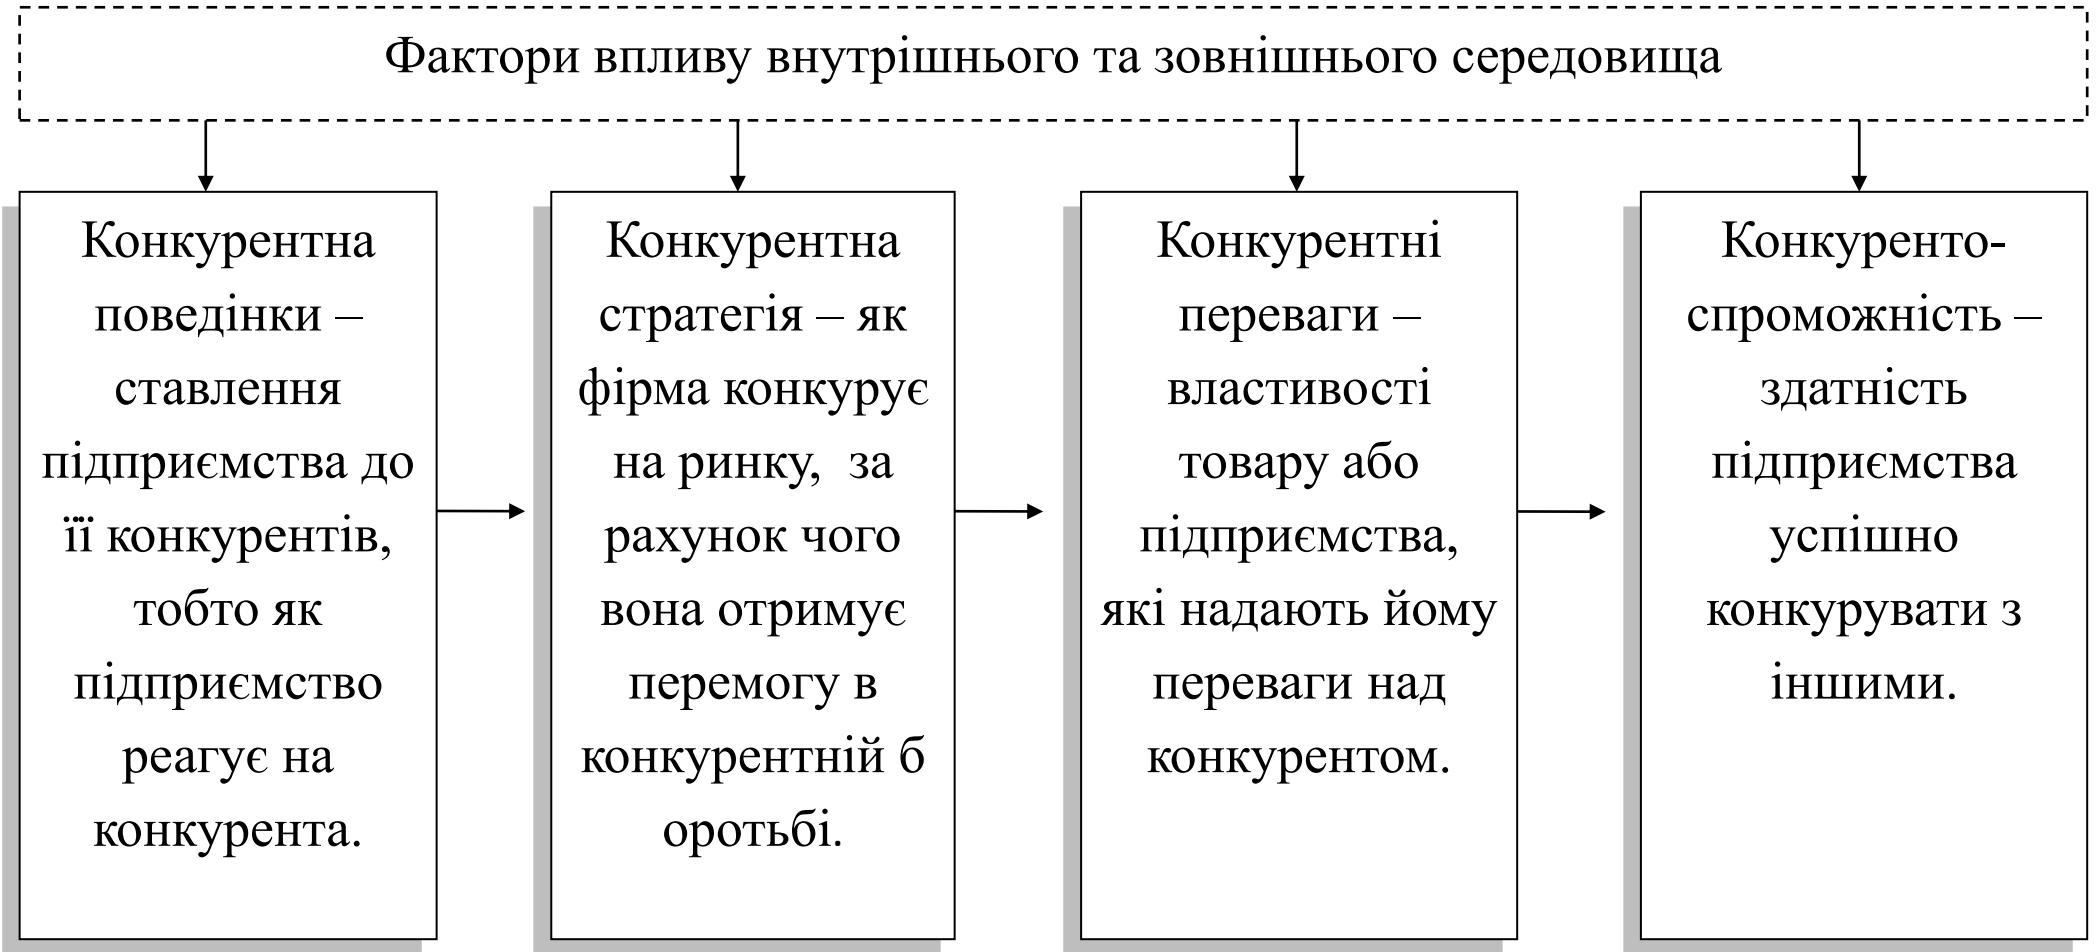 Фактори впливу внутрішнього та зовнішнього середовища
Конкурентна
поведінки –
ставлення
підприємства до
її конкурентів,
тобто як
підприємство
реагує на
конкурента.
Конкурентна
стратегія – як
фірма конкурує
на ринку,  за
рахунок чого
вона отримує
перемогу в
конкурентній б
оротьбі.
Конкурентні
переваги –
властивості
товару або
підприємства,
які надають йому
переваги над
конкурентом.
Конкуренто-
спроможність –
здатність
підприємства
успішно
конкурувати з
іншими.